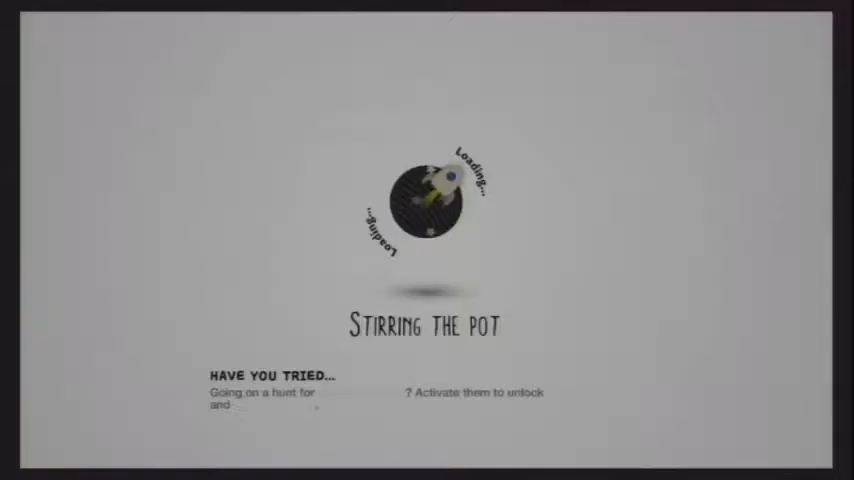 Loading...
Loading...
STIRRING THE POT
HAVE YOU TRIED...
Going on a hunt for ? Activate them to unlock
and